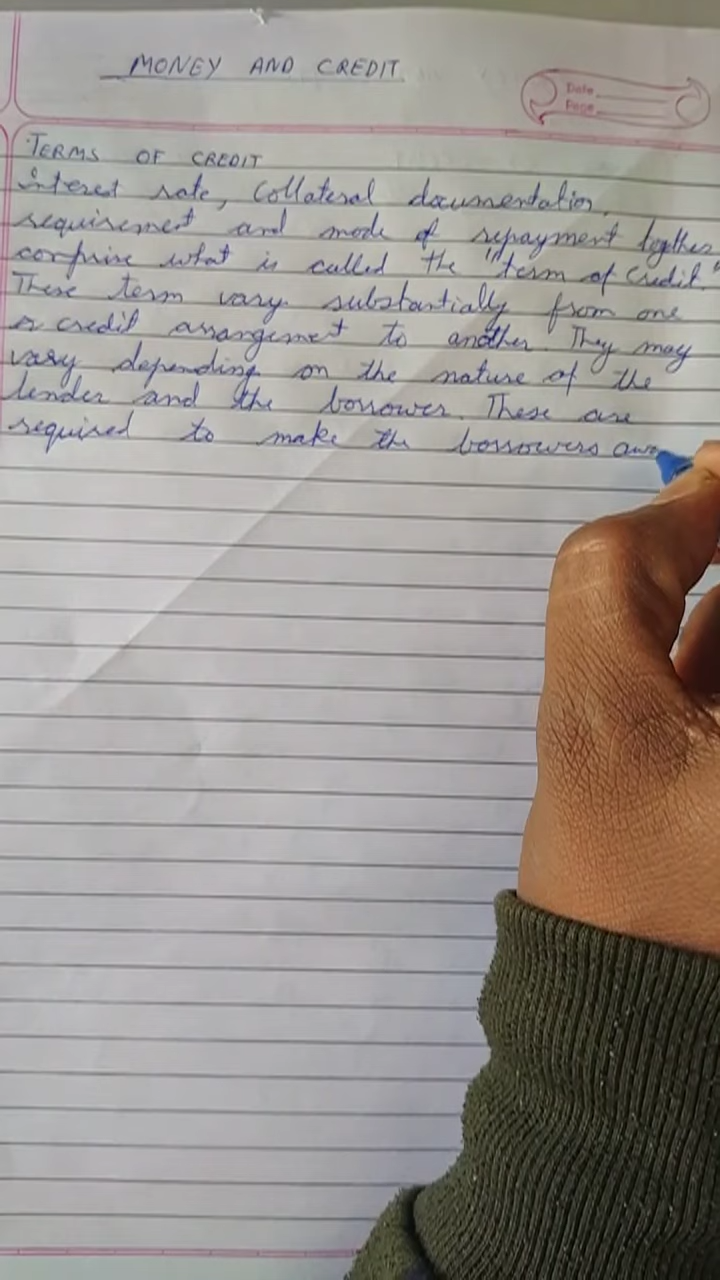 MONEY AND CREDIT
Date
Page
TERMS OF CREDIT
interest rate, collateral documentation,
requirement and mode of repayment together
comprise what is called the "term of credit."
These term vary substantially from one
credit arrangement to another. They may
vary depending on the nature of the
lender and the borrower. These are
required to make the borrowers awa